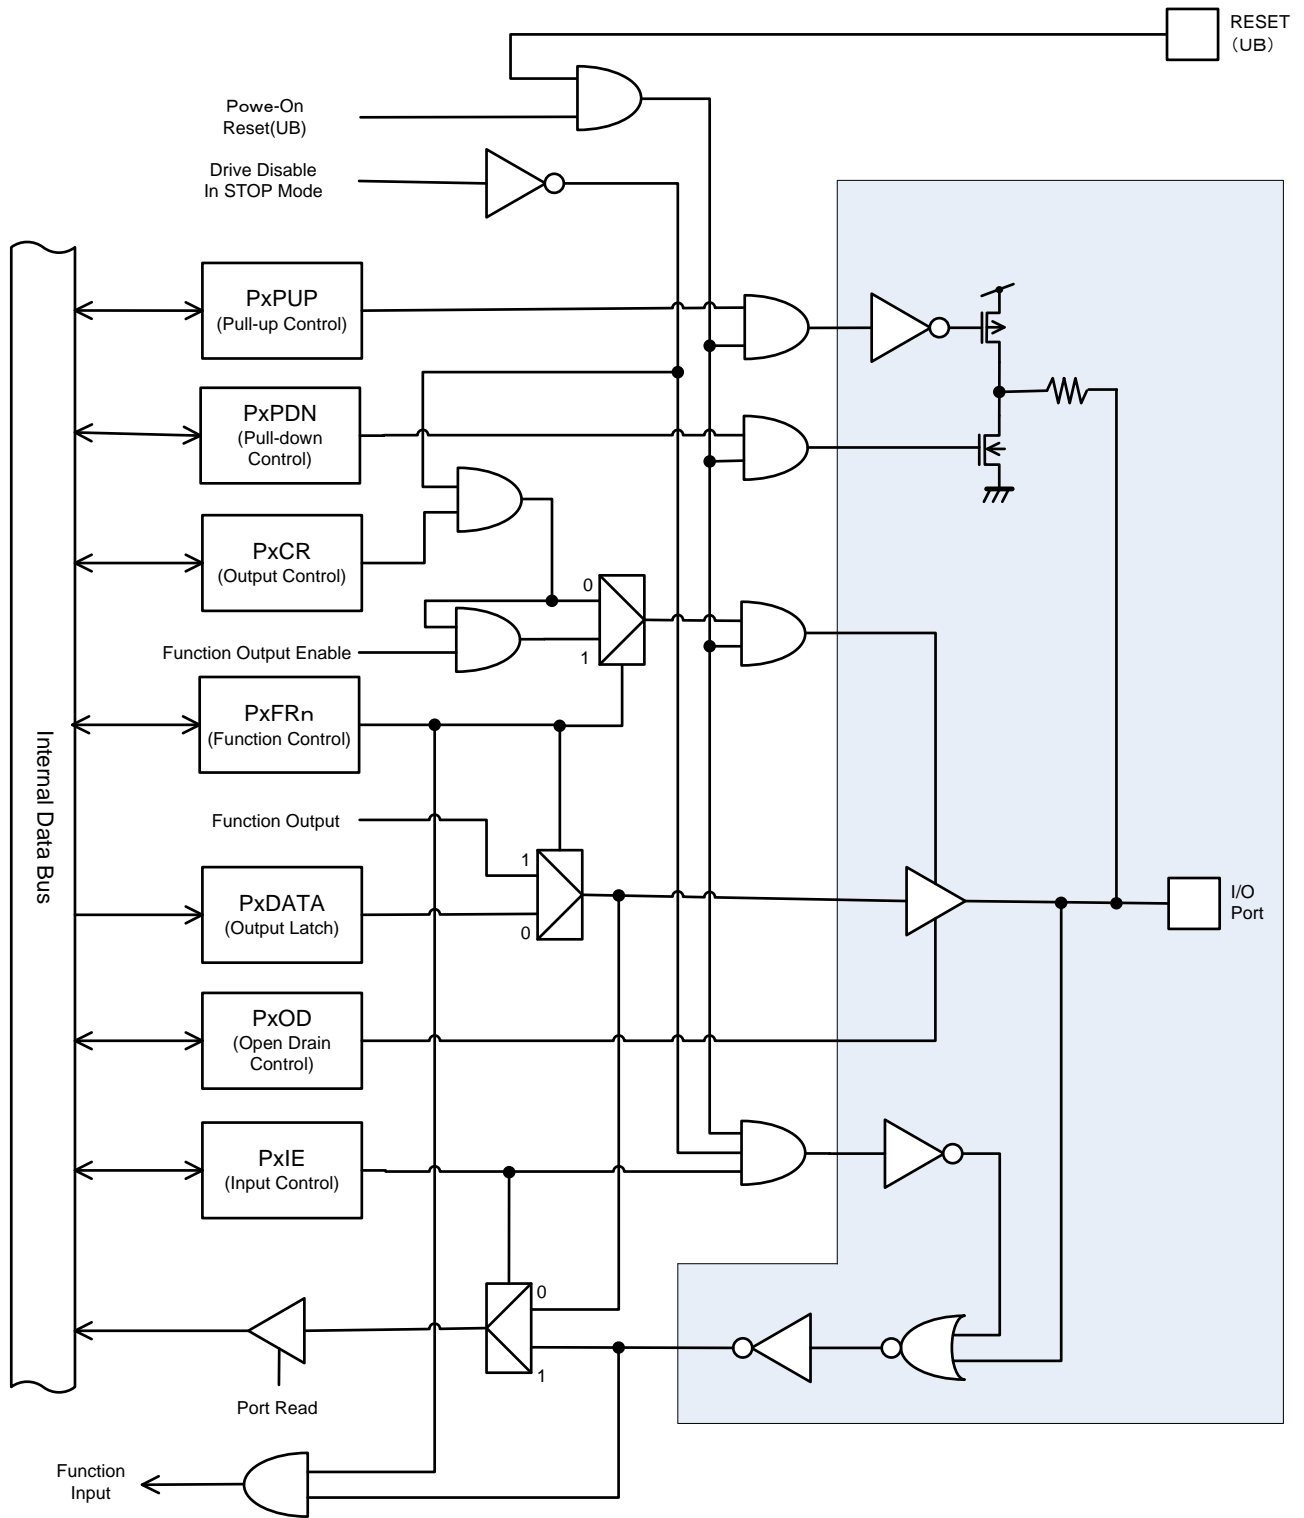 RESET
(UB)
Powe-On
Reset(UB)
Drive Disable
In STOP Mode
PxPUP
(Pull-up Control)
PxPDN
(Pull-down
Control)
PxCR
(Output Control)
0
1
Function Output Enable
PxFRn
(Function Control)
Internal Data Bus
Function Output
1
0
PxDATA
(Output Latch)
I/O
Port
PxOD
(Open Drain
Control)
PxIE
(Input Control)
0
1
Port Read
Function
Input